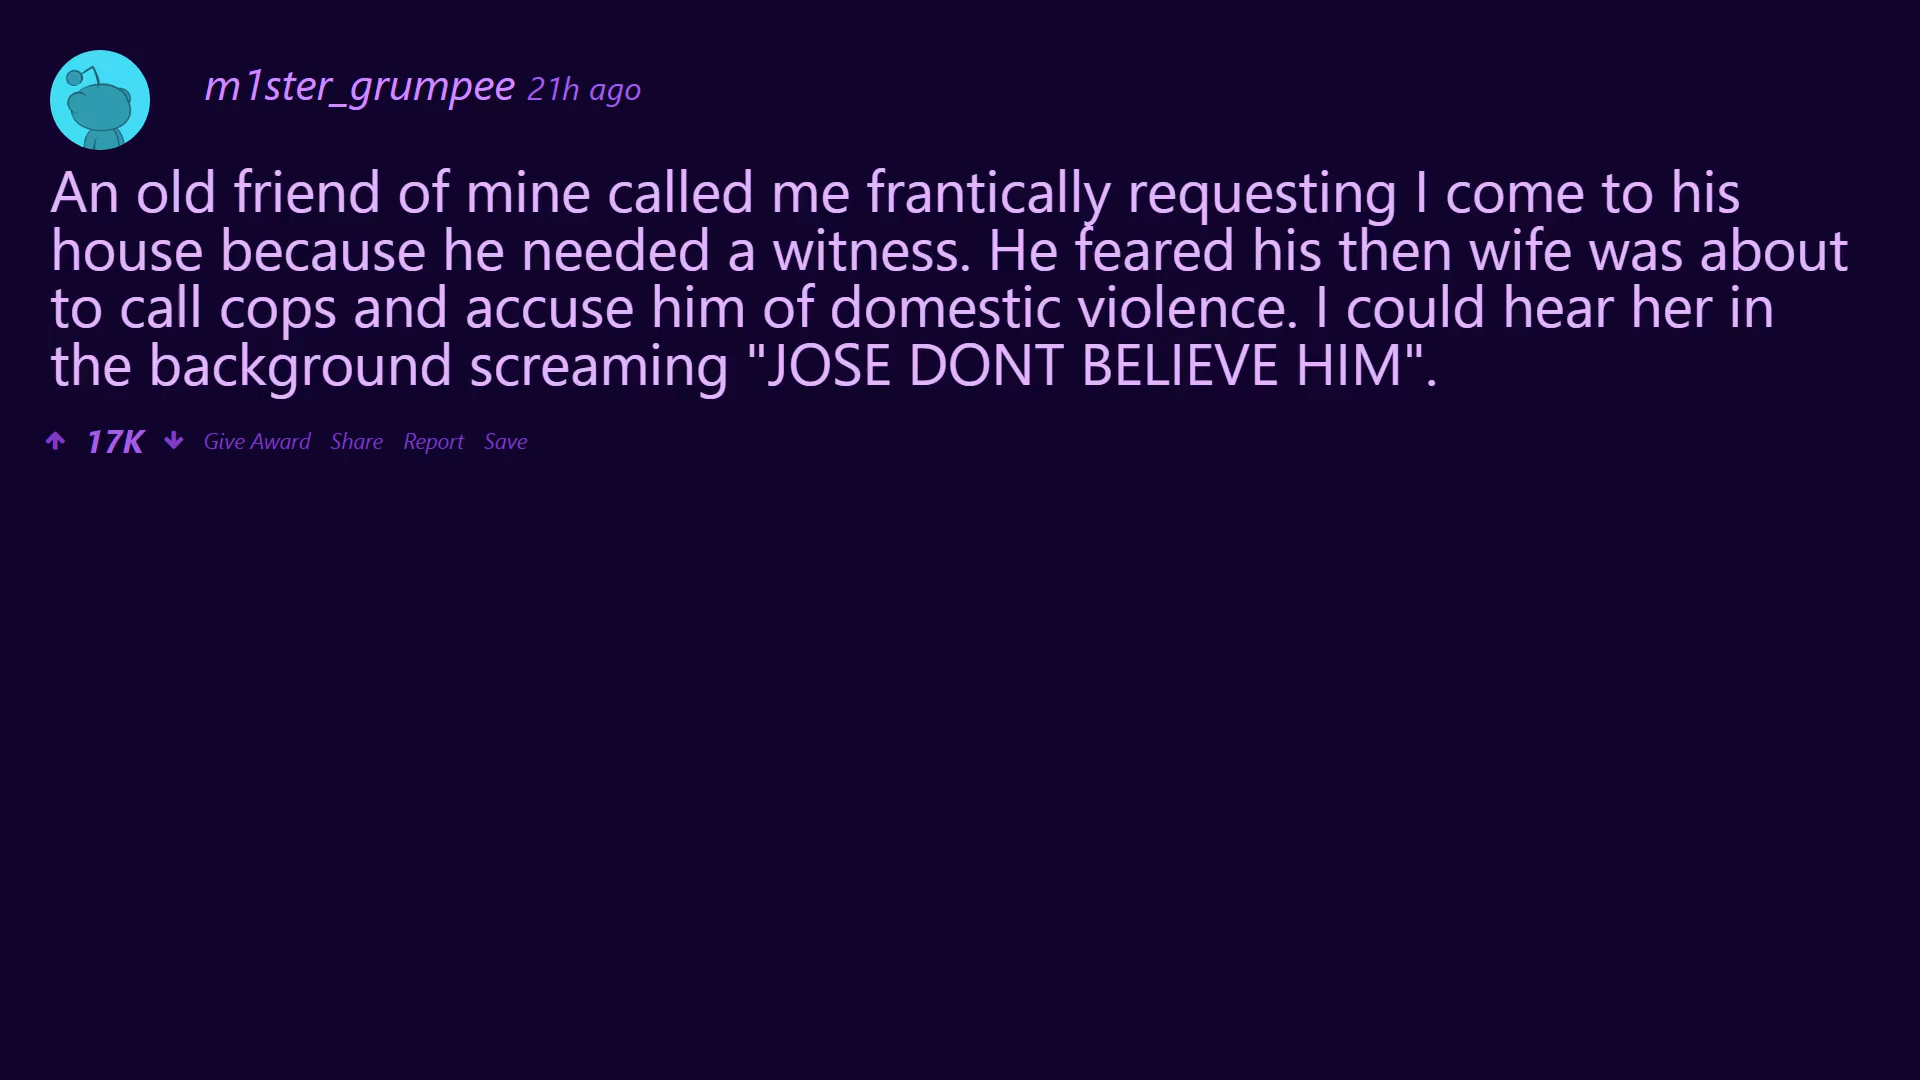 m1ster_grumpee 21h ago
An old friend of mine called me frantically requesting I come to his
house because he needed a witness. He feared his then wife was about
to call cops and accuse him of domestic violence. I could hear her in
the background screaming "JOSE DONT BELIEVE HIM".
17K Give Award Share Report Save